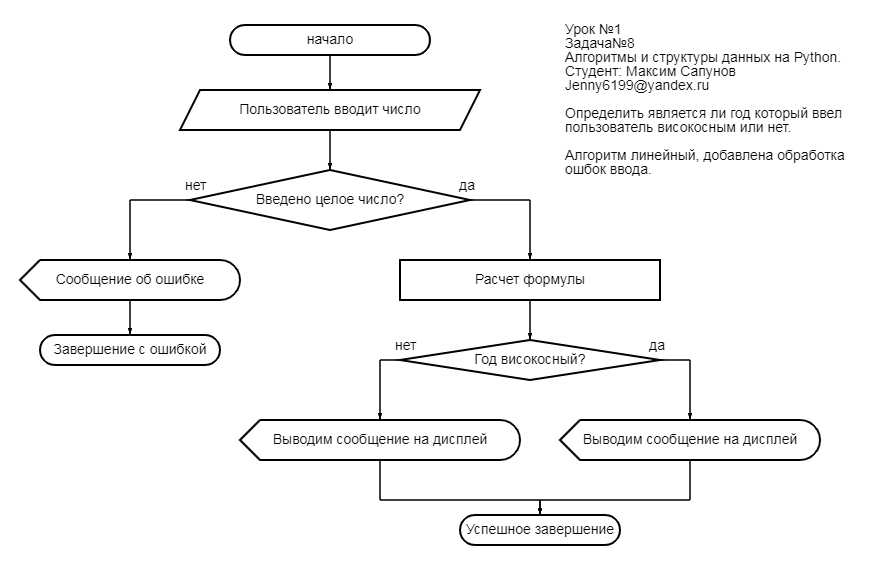 начало
Урок №1
Задача№8
Алгоритмы и структуры данных на Python.
Студент: Максим Сапунов
Jenny6199@yandex.ru
Определить является ли год который ввел
пользователь високосным или нет.
Алгоритм линейный, добавлена обработка
ошбок ввода.
Пользователь вводит число
нет
да
Введено целое число?
Сообщение об ошибке
Расчет формулы
Завершение с ошибкой
нет
да
Год високосный?
Выводим сообщение на дисплей
Выводим сообщение на дисплей
Успешное завершение